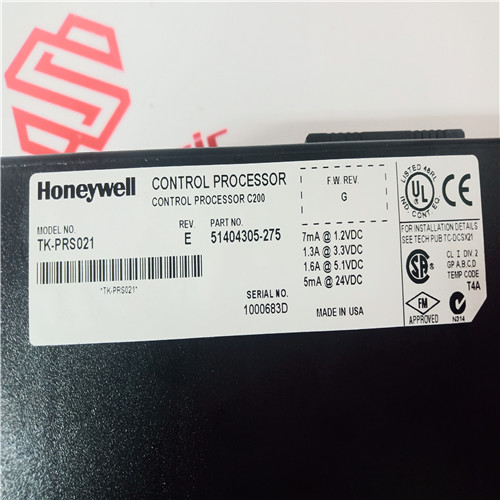 Honeywell
CONTROL PROCESSOR
CONTROL PROCESSOR C200
MODEL NO.
TK-PRS021
REV
E
PART NO.
51404305-275
*TK-PRS021*
SERIAL NO.
1000683D
F.W. REV.
G
7mA @ 1.2VDC
1.3A @ 3.3VDC
1.6A @ 5.1VDC
5mA @ 24VDC
MADE IN USA
LISTED 46RL
UL
IND. CONT. EQ.
FOR INSTALLATION DETAILS
SEE TECH PUB TC-DCSX21
CL I DIV. 2
GP A,B,C,D
TEMP CODE
T4A
FM
APPROVED
N314